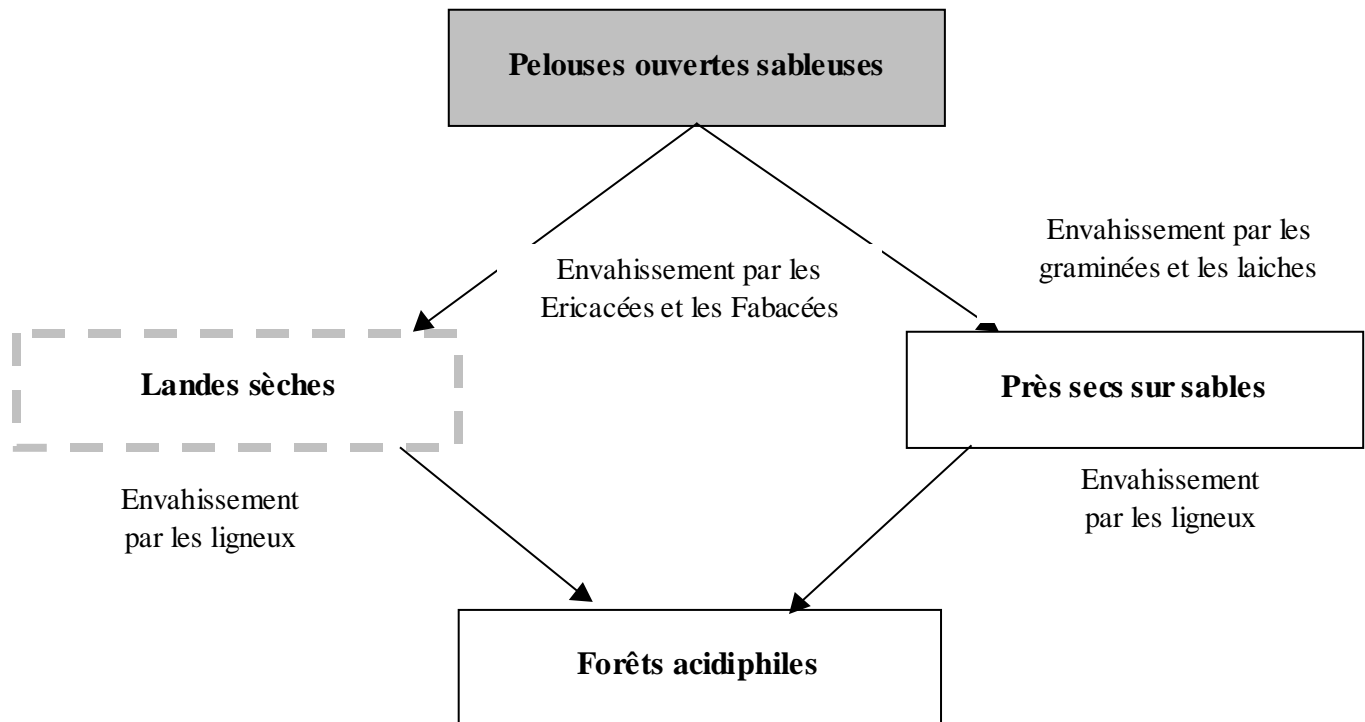 Pelouses ouvertes sableuses
Envahissement par les
Ericacées et les Fabacées
Envahissement par les
graminées et les laiches
Landes sèches
Près secs sur sables
Envahissement
par les ligneux
Envahissement
par les ligneux
Forêts acidiphiles